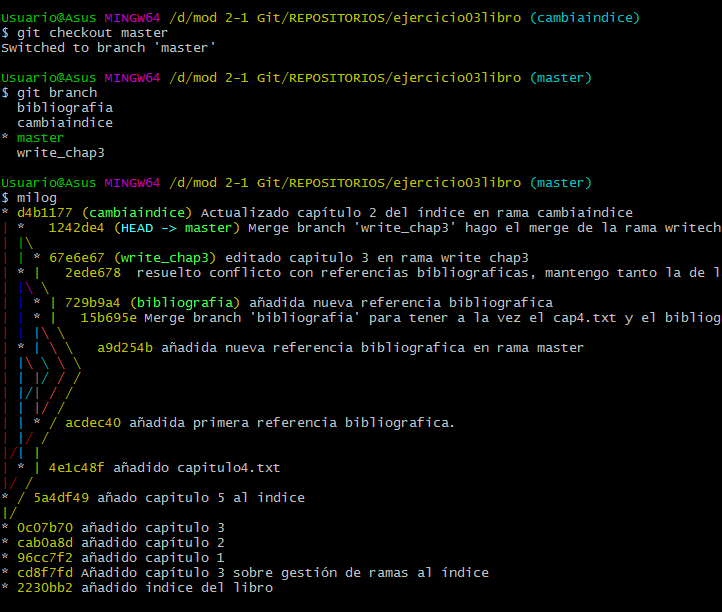 Usuario@Asus MINGW64 /d/mod 2-1 Git/REPOSITORIOS/ejercicio03libro (cambiaindice)
$ git checkout master
Switched to branch 'master'
Usuario@Asus MINGW64 /d/mod 2-1 Git/REPOSITORIOS/ejercicio03libro (master)
$ git branch
  bibliografia
  cambiaindice
* master
  write_chap3
Usuario@Asus MINGW64 /d/mod 2-1 Git/REPOSITORIOS/ejercicio03libro (master)
$ milog
* d4b1177 (cambiaindice) Actualizado capítulo 2 del índice en rama cambiaindice
| *   1242de4 (HEAD -> master) Merge branch 'write_chap3' hago el merge de la rama writech
| |\
| | * 67e6e67 (write_chap3) editado capitulo 3 en rama write chap3
| * |   2ede678  resuelto conflicto con referencias bibliograficas, mantengo tanto la de l
| |\ \
| | * | 729b9a4 (bibliografia) añadida nueva referencia bibliografica
| | * |   15b695e Merge branch 'bibliografia' para tener a la vez el cap4.txt y el bibliog
| | |\ \
| * | \ \   a9d254b añadida nueva referencia bibliografica en rama master
| |\ \ \ \
| | |/ / /
| |/| / /
| | |/ /
| | * / acdec40 añadida primera referencia bibliografica.
| |/ /
|/| |
| * | 4e1c48f añadido capitulo4.txt
|/ /
* / 5a4df49 añado capitulo 5 al indice
|/
* 0c07b70 añadido capitulo 3
* cab0a8d añadido capitulo 2
* 96cc7f2 añadido capitulo 1
* cd8f7fd Añadido capítulo 3 sobre gestión de ramas al índice
* 2230bb2 añadido indice del libro